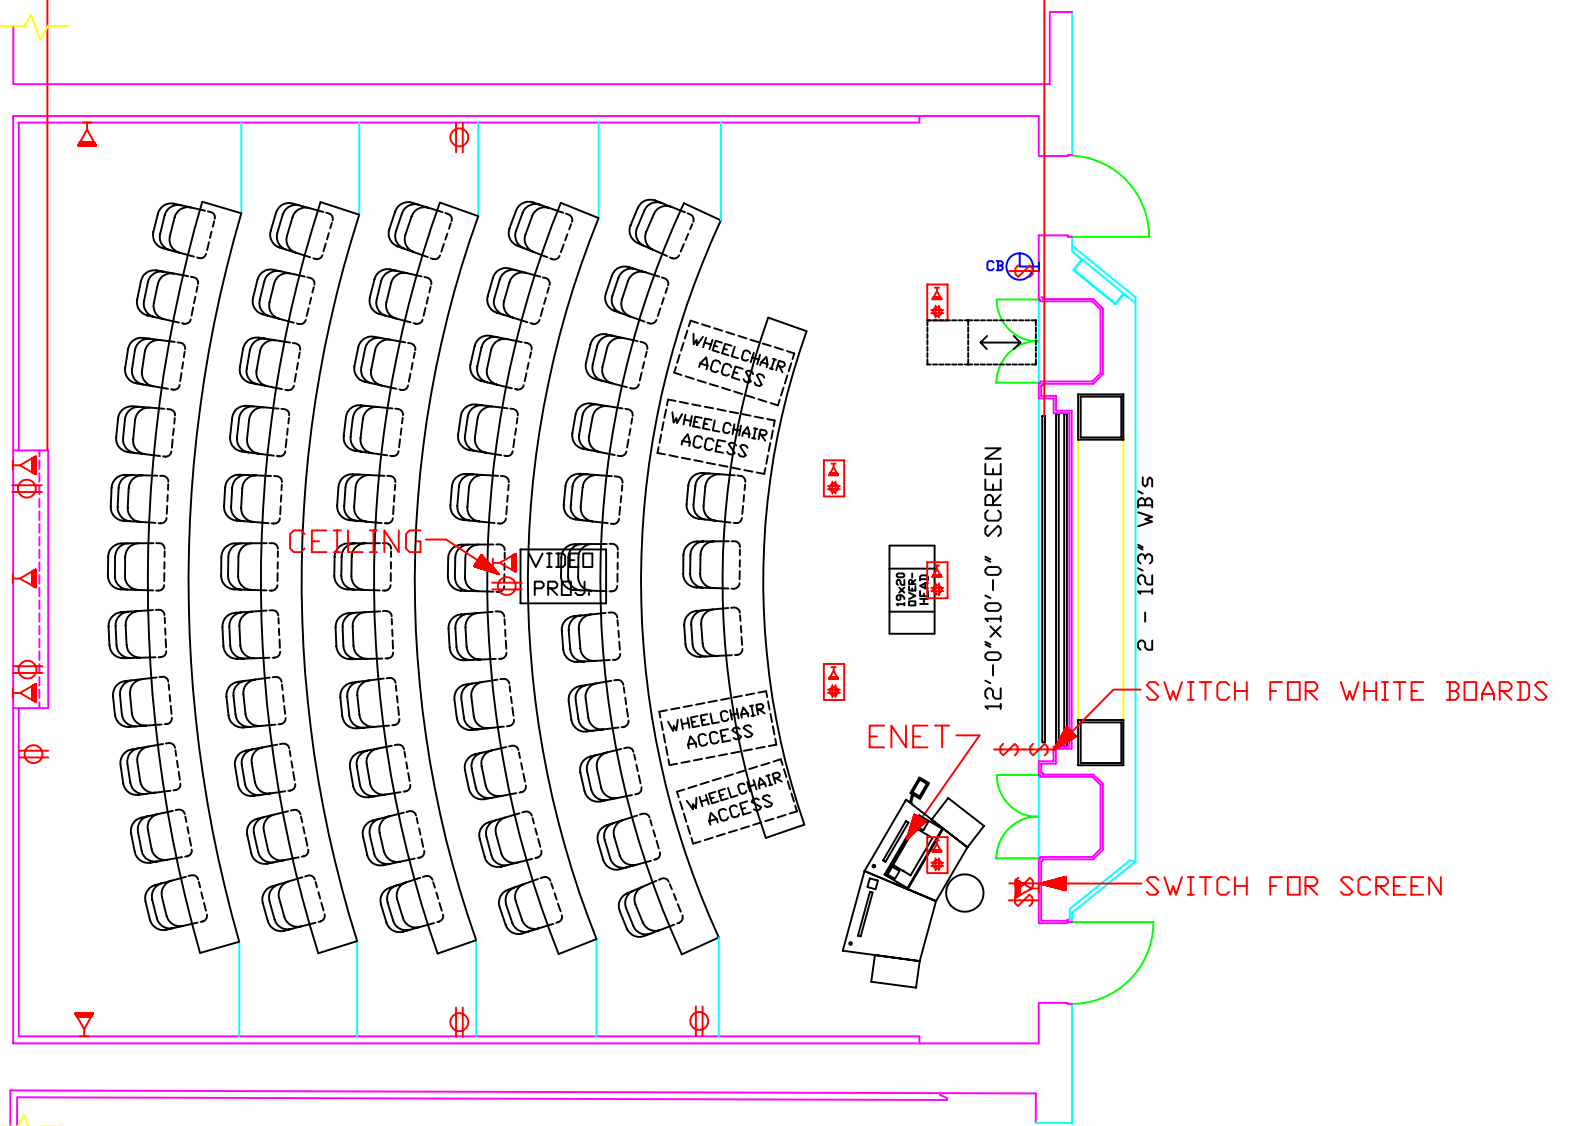 CB
WHEELCHAIR
ACCESS
WHEELCHAIR
ACCESS
CEILING
VIDEO
PROJ.
19x20
OVER-
HEAD
12'-0"x10'-0" SCREEN
2 - 12'3" WB's
SWITCH FOR WHITE BOARDS
WHEELCHAIR
ACCESS
ENET
WHEELCHAIR
ACCESS
SWITCH FOR SCREEN